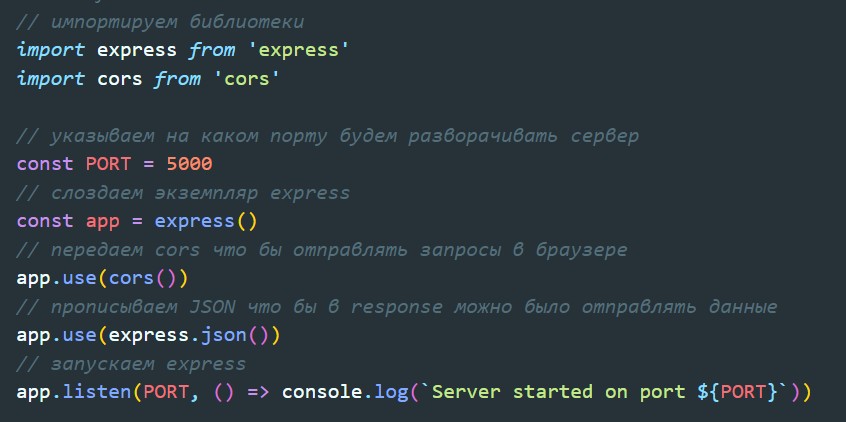 // импортируем библиотеки
import express from 'express'
import cors from 'cors'
// указываем на каком порту будем разворачивать сервер
const PORT = 5000
// слоздаем экземпляр express
const app = express()
// передаем cors что бы отправлять запросы в браузере
app.use(cors())
// прописываем JSON что бы в response можно было отправлять данные
app.use(express.json())
// запускаем express
app.listen(PORT, () => console.log(`Server started on port ${PORT}`))